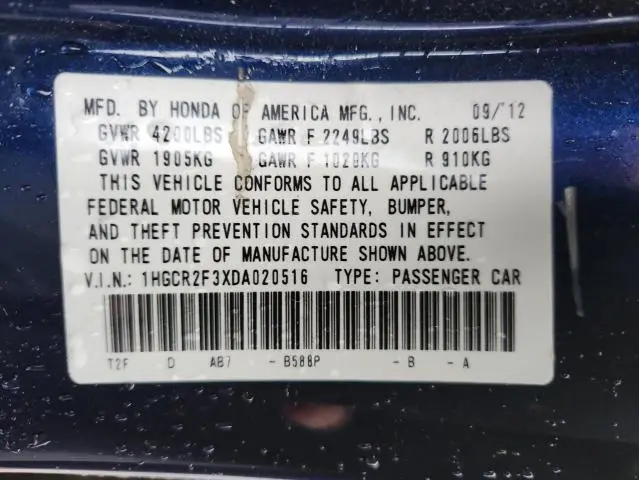 MFD. BY HONDA OF AMERICA MFG., INC. 09/12
GVWR 4200LBS GAWR F 2249LBS R 2006LBS
GVWR 1905KG GAWR F 1020KG R 910KG
THIS VEHICLE CONFORMS TO ALL APPLICABLE
FEDERAL MOTOR VEHICLE SAFETY, BUMPER,
AND THEFT PREVENTION STANDARDS IN EFFECT
ON THE DATE OF MANUFACTURE SHOWN ABOVE.
V.I.N.: 1HGCR2F3XDA020516 TYPE: PASSENGER CAR
T2F D AB7 - B588P - B - A